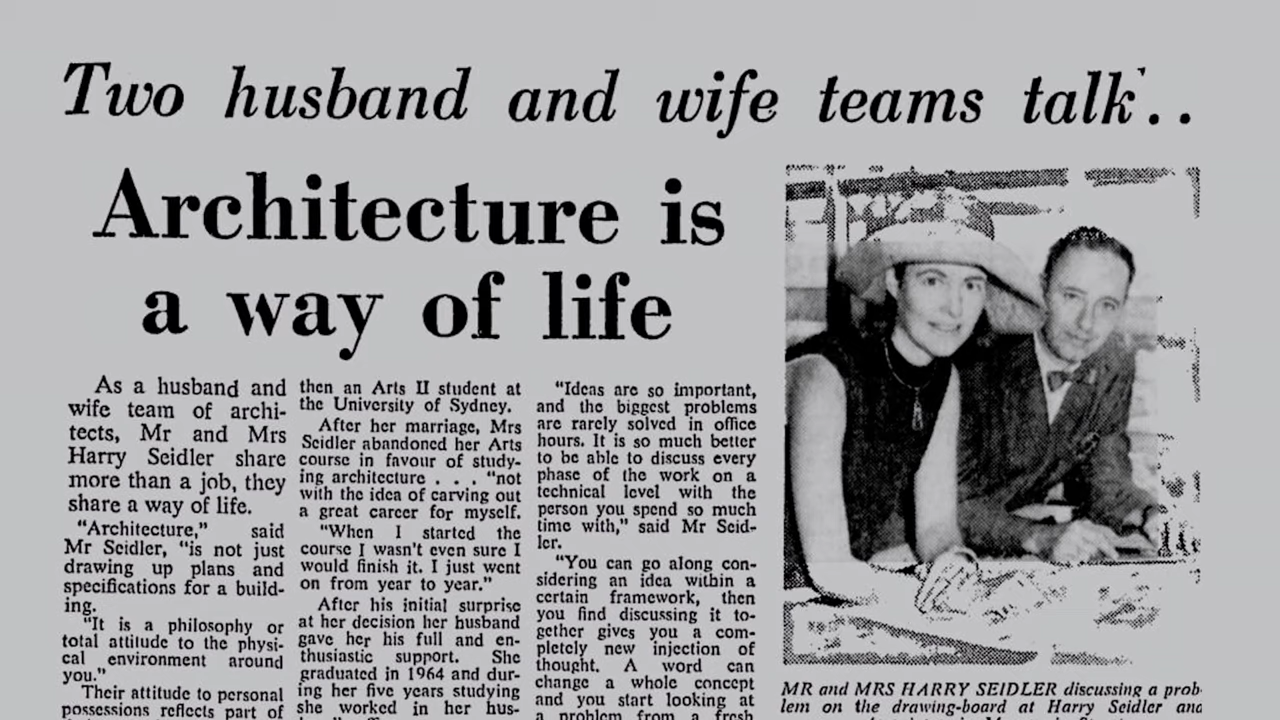 Two husband and wife teams talk . .
Architecture is
a way of life
As a husband and
wife team of archi-
tects, Mr and Mrs
Harry Seidler share
more than a job, they
share a way of life.
"Architecture," said
Mr Seidler, "is not just
drawing up plans and
specifications for a build-
ing.
"It is a philosophy or
total attitude to the physi-
cal environment around
you."
Their attitude to personal
possessions reflects part of
then an Arts II student at
the University of Sydney.
After her marriage, Mrs
Seidler abandoned her Arts
course in favour of study-
ing architecture . . . "not
with the idea of carving out
a great career for myself.
"When I started the
course I wasn't even sure I
would finish it. I just went
on from year to year."
After his initial surprise
at her decision her husband
gave her his full and en-
thusiastic support. She
graduated in 1964 and dur-
ing her five years studying
she worked in her hus-
"Ideas are so important,
and the biggest problems
are rarely solved in office
hours. It is so much better
to be able to discuss every
phase of the work on a
technical level with the
person you spend so much
time with," said Mr Seid-
ler.
"You can go along con-
sidering an idea within a
certain framework, then
you find discussing it to-
gether gives you a com-
pletely new injection of
thought. A word can
change a whole concept
and you start looking at
a problem from a fresh
MR and MRS HARRY SEIDLER discussing a prob-
lem on the drawing-board at Harry Seidler and